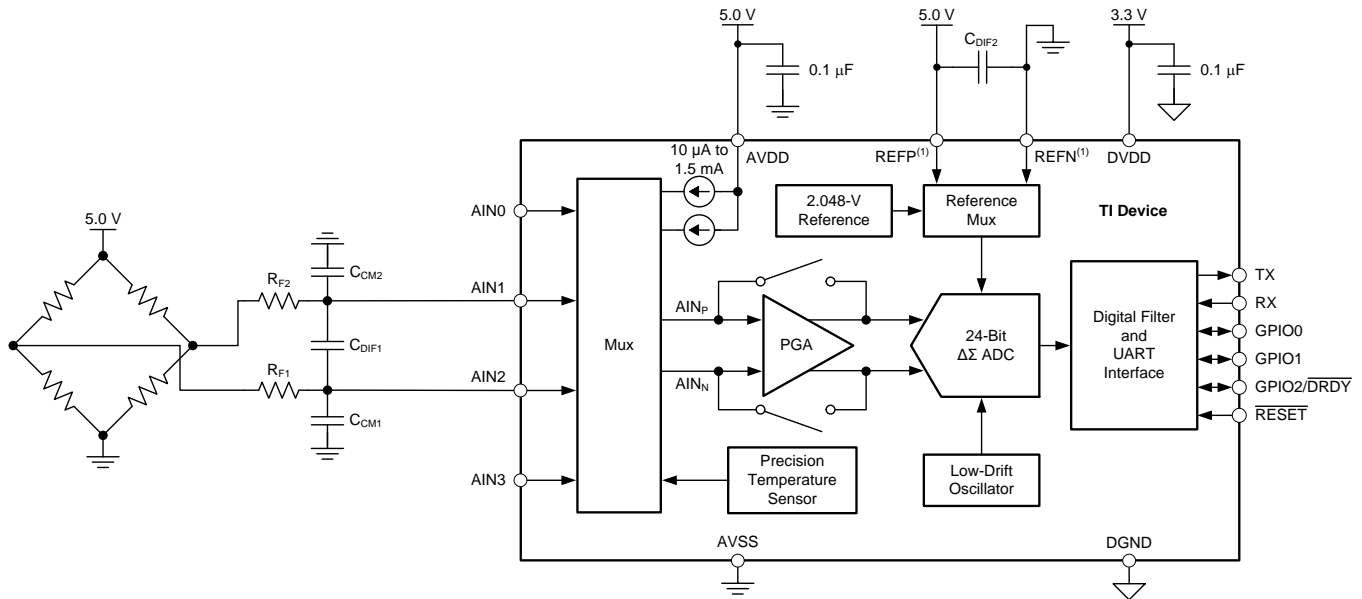 5.0 V
5.0 V
3.3 V
C_DIF2
0.1 μF
0.1 μF
10 μA to
1.5 mA
AVDD
REFP(1)
REFN(1)
DVDD
5.0 V
AIN0
2.048-V
Reference
Reference
Mux
TI Device
R_F2
C_CM2
AIN1
C_DIF1
Mux
AIN_P
PGA
AIN_N
24-Bit
ΔΣ ADC
Digital Filter
and
UART
Interface
TX
RX
GPIO0
GPIO1
GPIO2/DRDY
RESET
R_F1
AIN2
C_CM1
AIN3
Precision
Temperature
Sensor
Low-Drift
Oscillator
AVSS
DGND